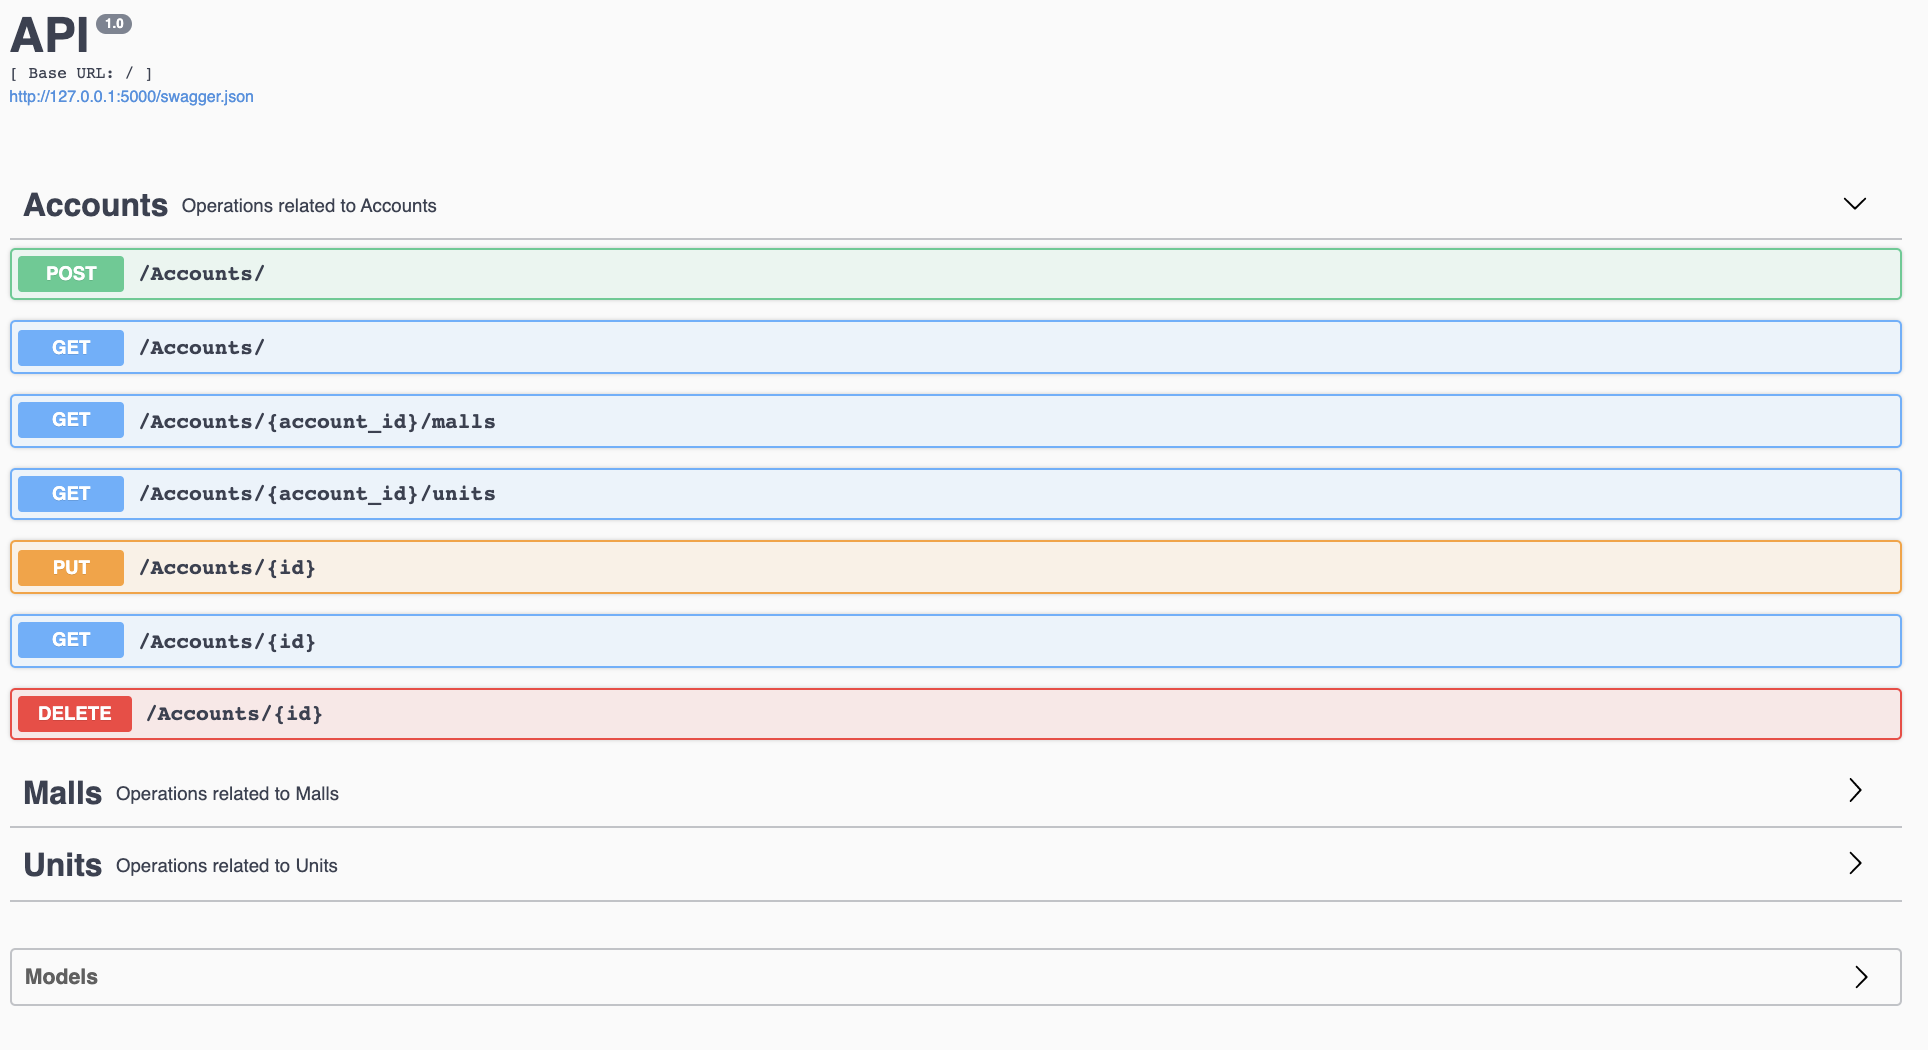 API 1.0
[ Base URL: / ]
http://127.0.0.1:5000/swagger.json
Accounts Operations related to Accounts
POST /Accounts/
GET /Accounts/
GET /Accounts/{account_id}/malls
GET /Accounts/{account_id}/units
PUT /Accounts/{id}
GET /Accounts/{id}
DELETE /Accounts/{id}
Malls Operations related to Malls
Units Operations related to Units
Models